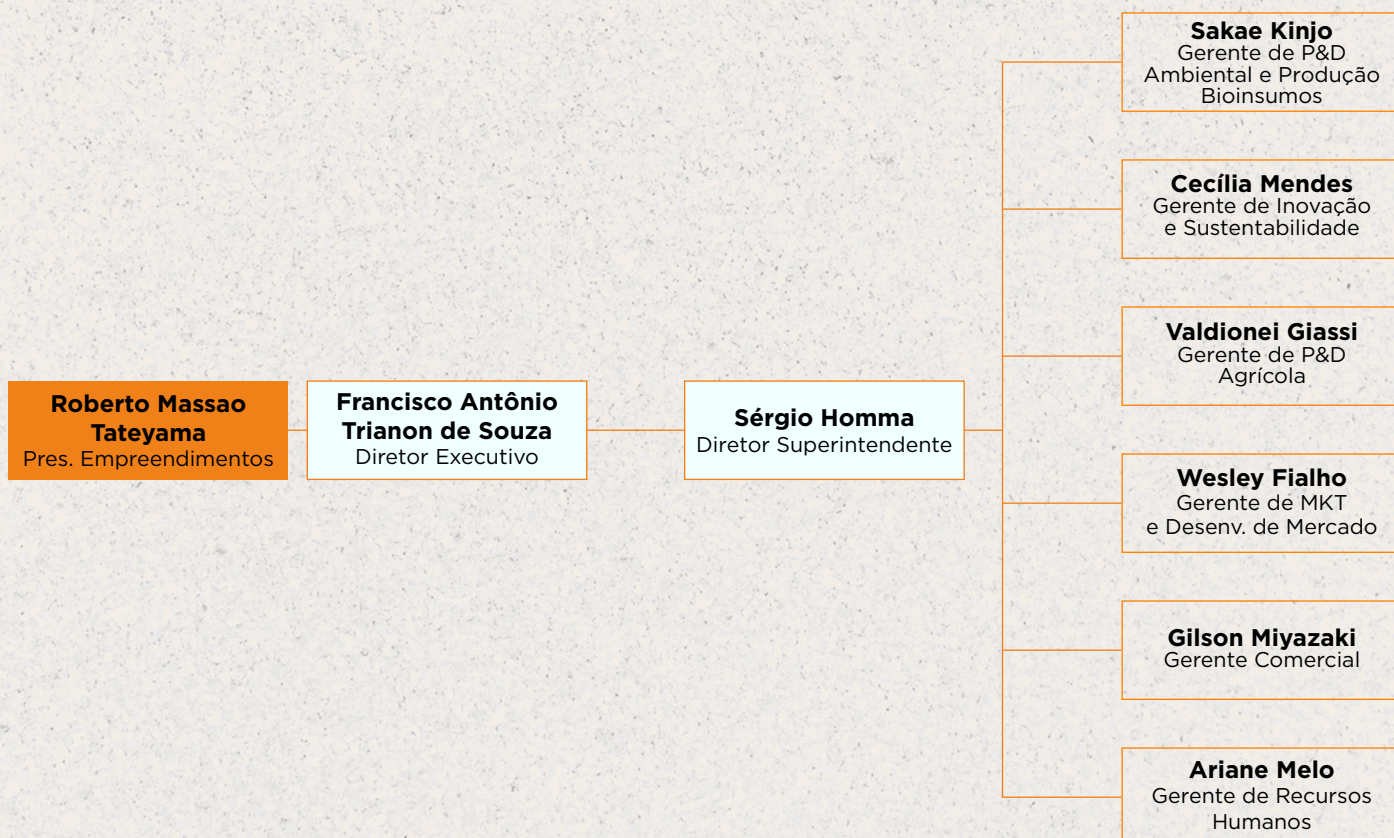 Roberto Massao
Tateyama
Pres. Empreendimentos
Francisco Antônio
Trianon de Souza
Diretor Executivo
Sérgio Homma
Diretor Superintendente
Sakae Kinjo
Gerente de P&D
Ambiental e Produção
Bioinsumos
Cecília Mendes
Gerente de Inovação
e Sustentabilidade
Valdionei Giassi
Gerente de P&D
Agrícola
Wesley Fialho
Gerente de MKT
e Desenv. de Mercado
Gilson Miyazaki
Gerente Comercial
Ariane Melo
Gerente de Recursos
Humanos